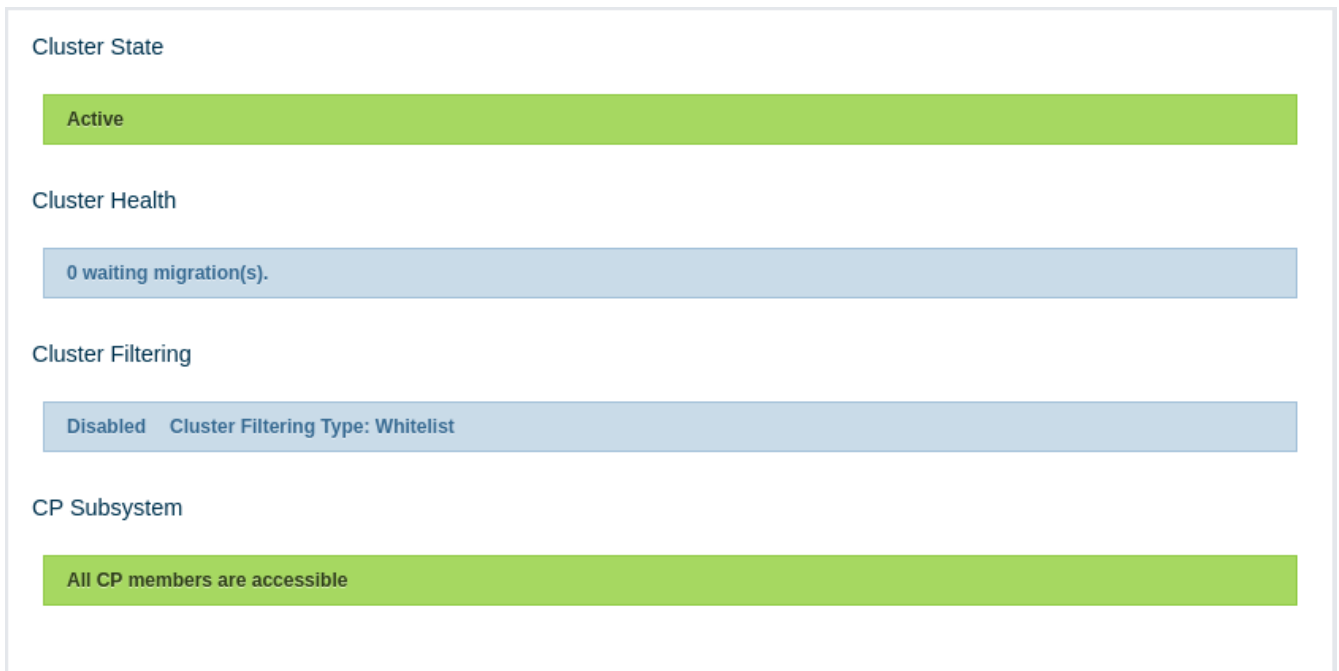 Cluster State
Active
Cluster Health
0 waiting migration(s).
Cluster Filtering
Disabled Cluster Filtering Type: Whitelist
CP Subsystem
All CP members are accessible